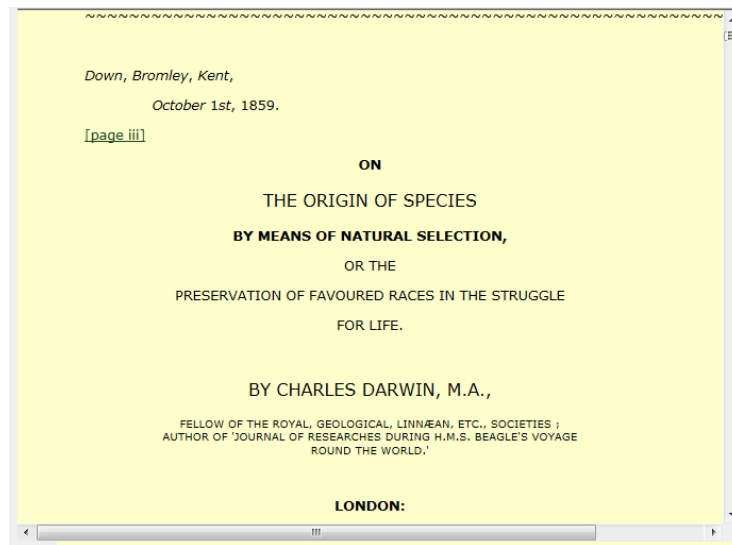 ~~~~~~~~~~~~~~~~~~~~~~~~~~~~~~~~~~~~~~~~~~~~~~~~~~~~~~~~~~~~~
Down, Bromley, Kent,
October 1st, 1859.
[page iii]
ON
THE ORIGIN OF SPECIES
BY MEANS OF NATURAL SELECTION,
OR THE
PRESERVATION OF FAVOURED RACES IN THE STRUGGLE
FOR LIFE.
BY CHARLES DARWIN, M.A.,
FELLOW OF THE ROYAL, GEOLOGICAL, LINNÆAN, ETC., SOCIETIES ;
AUTHOR OF 'JOURNAL OF RESEARCHES DURING H.M.S. BEAGLE'S VOYAGE
ROUND THE WORLD.'
LONDON: